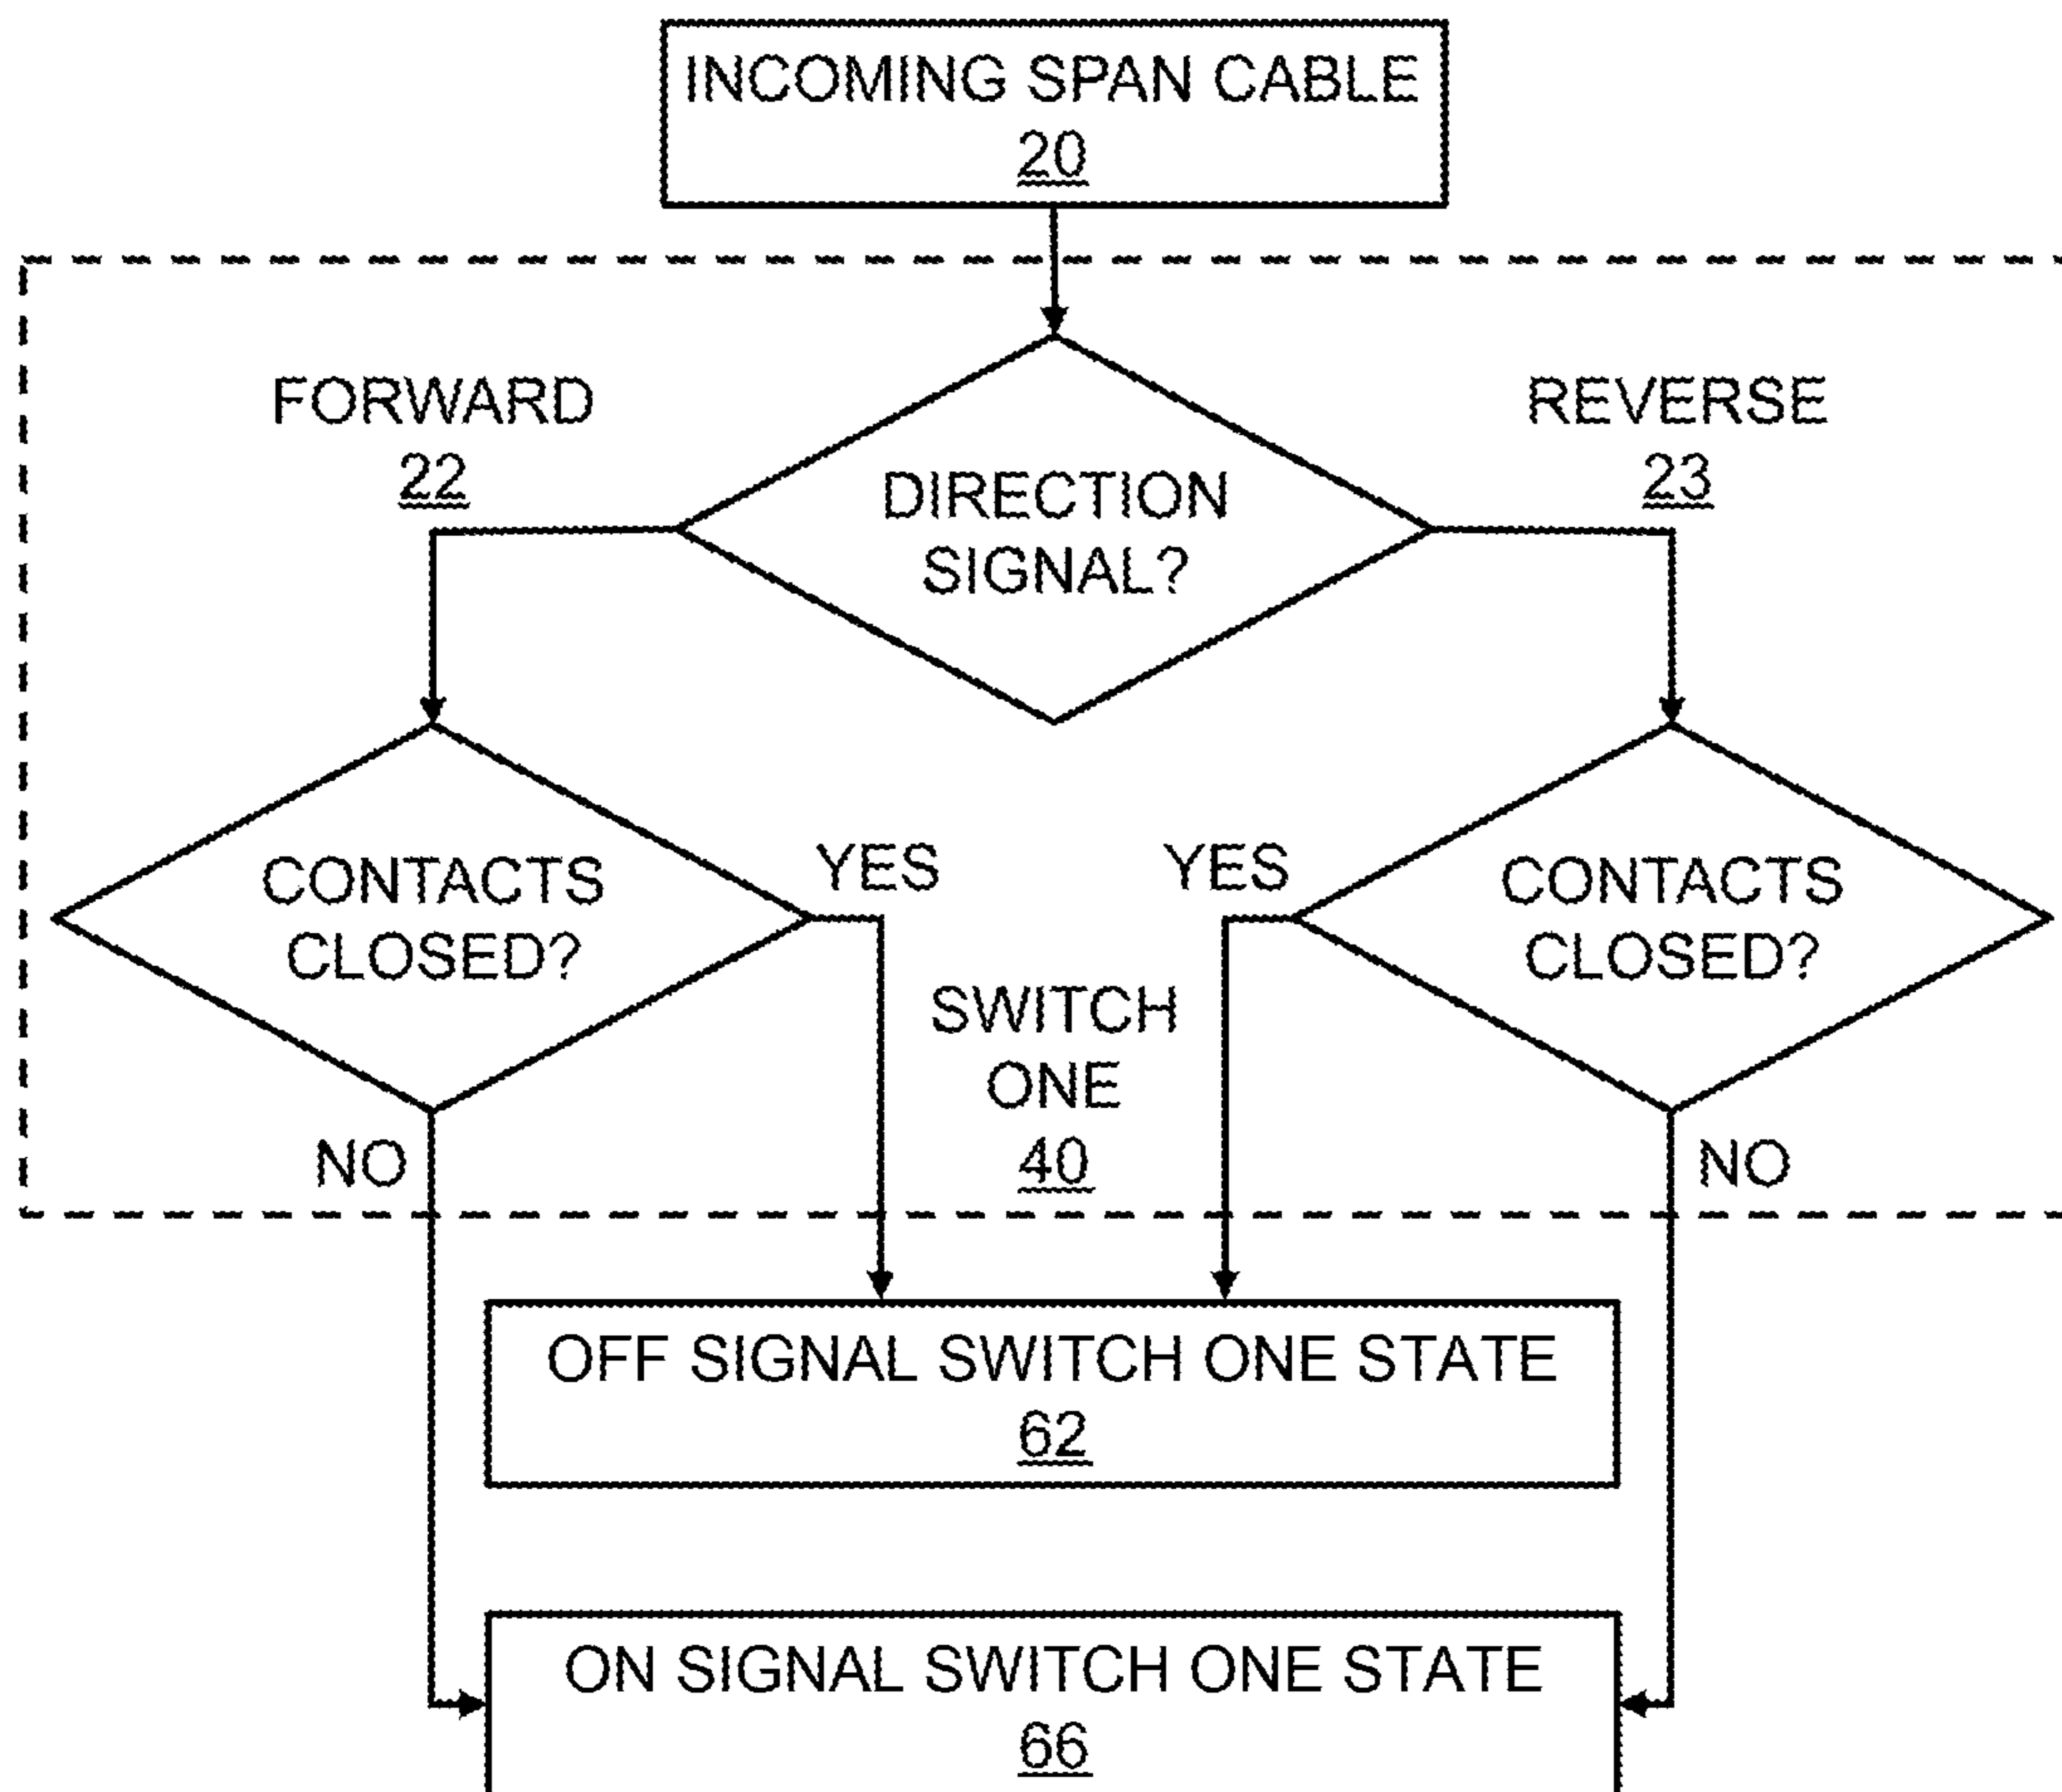 INCOMING SPAN CABLE
20
FORWARD
22
REVERSE
23
DIRECTION
SIGNAL?
CONTACTS
CLOSED?
YES
YES
CONTACTS
CLOSED?
SWITCH
ONE
40
NO
NO
OFF SIGNAL SWITCH ONE STATE
62
ON SIGNAL SWITCH ONE STATE
66